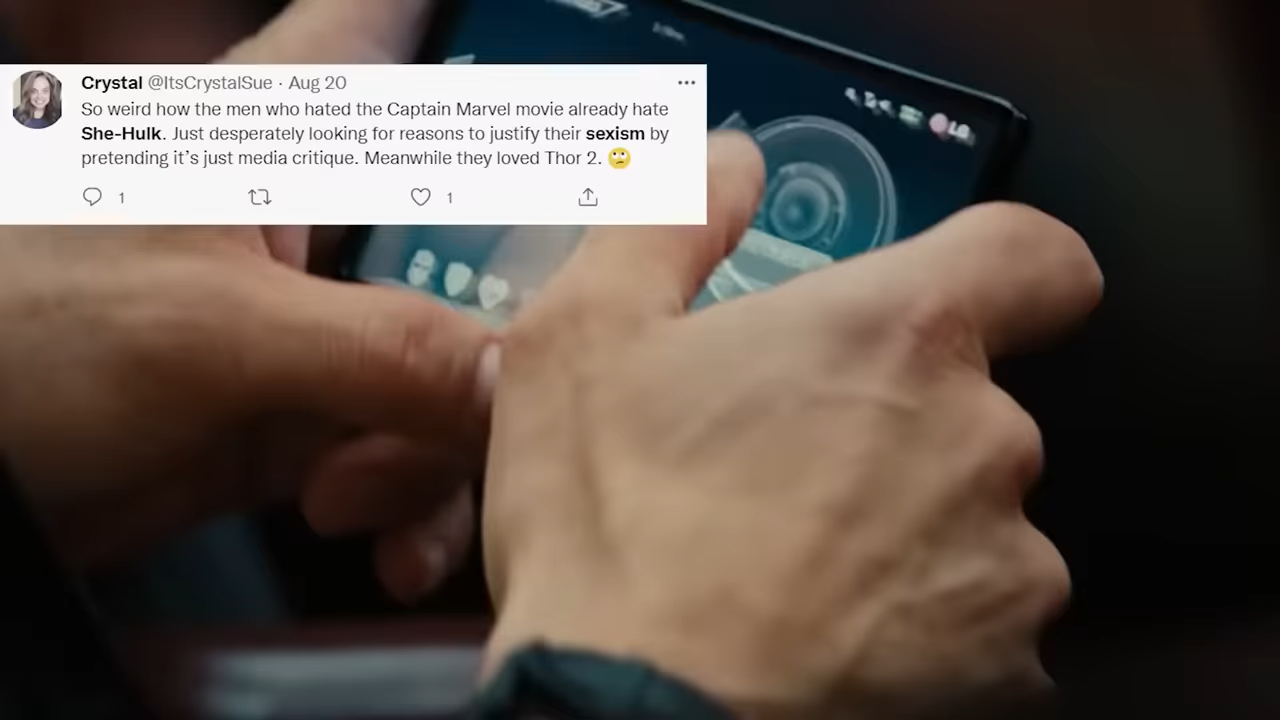 Crystal @ItsCrystalSue · Aug 20
So weird how the men who hated the Captain Marvel movie already hate
She-Hulk. Just desperately looking for reasons to justify their sexism by
pretending it's just media critique. Meanwhile they loved Thor 2. 🙄
1
1
LG